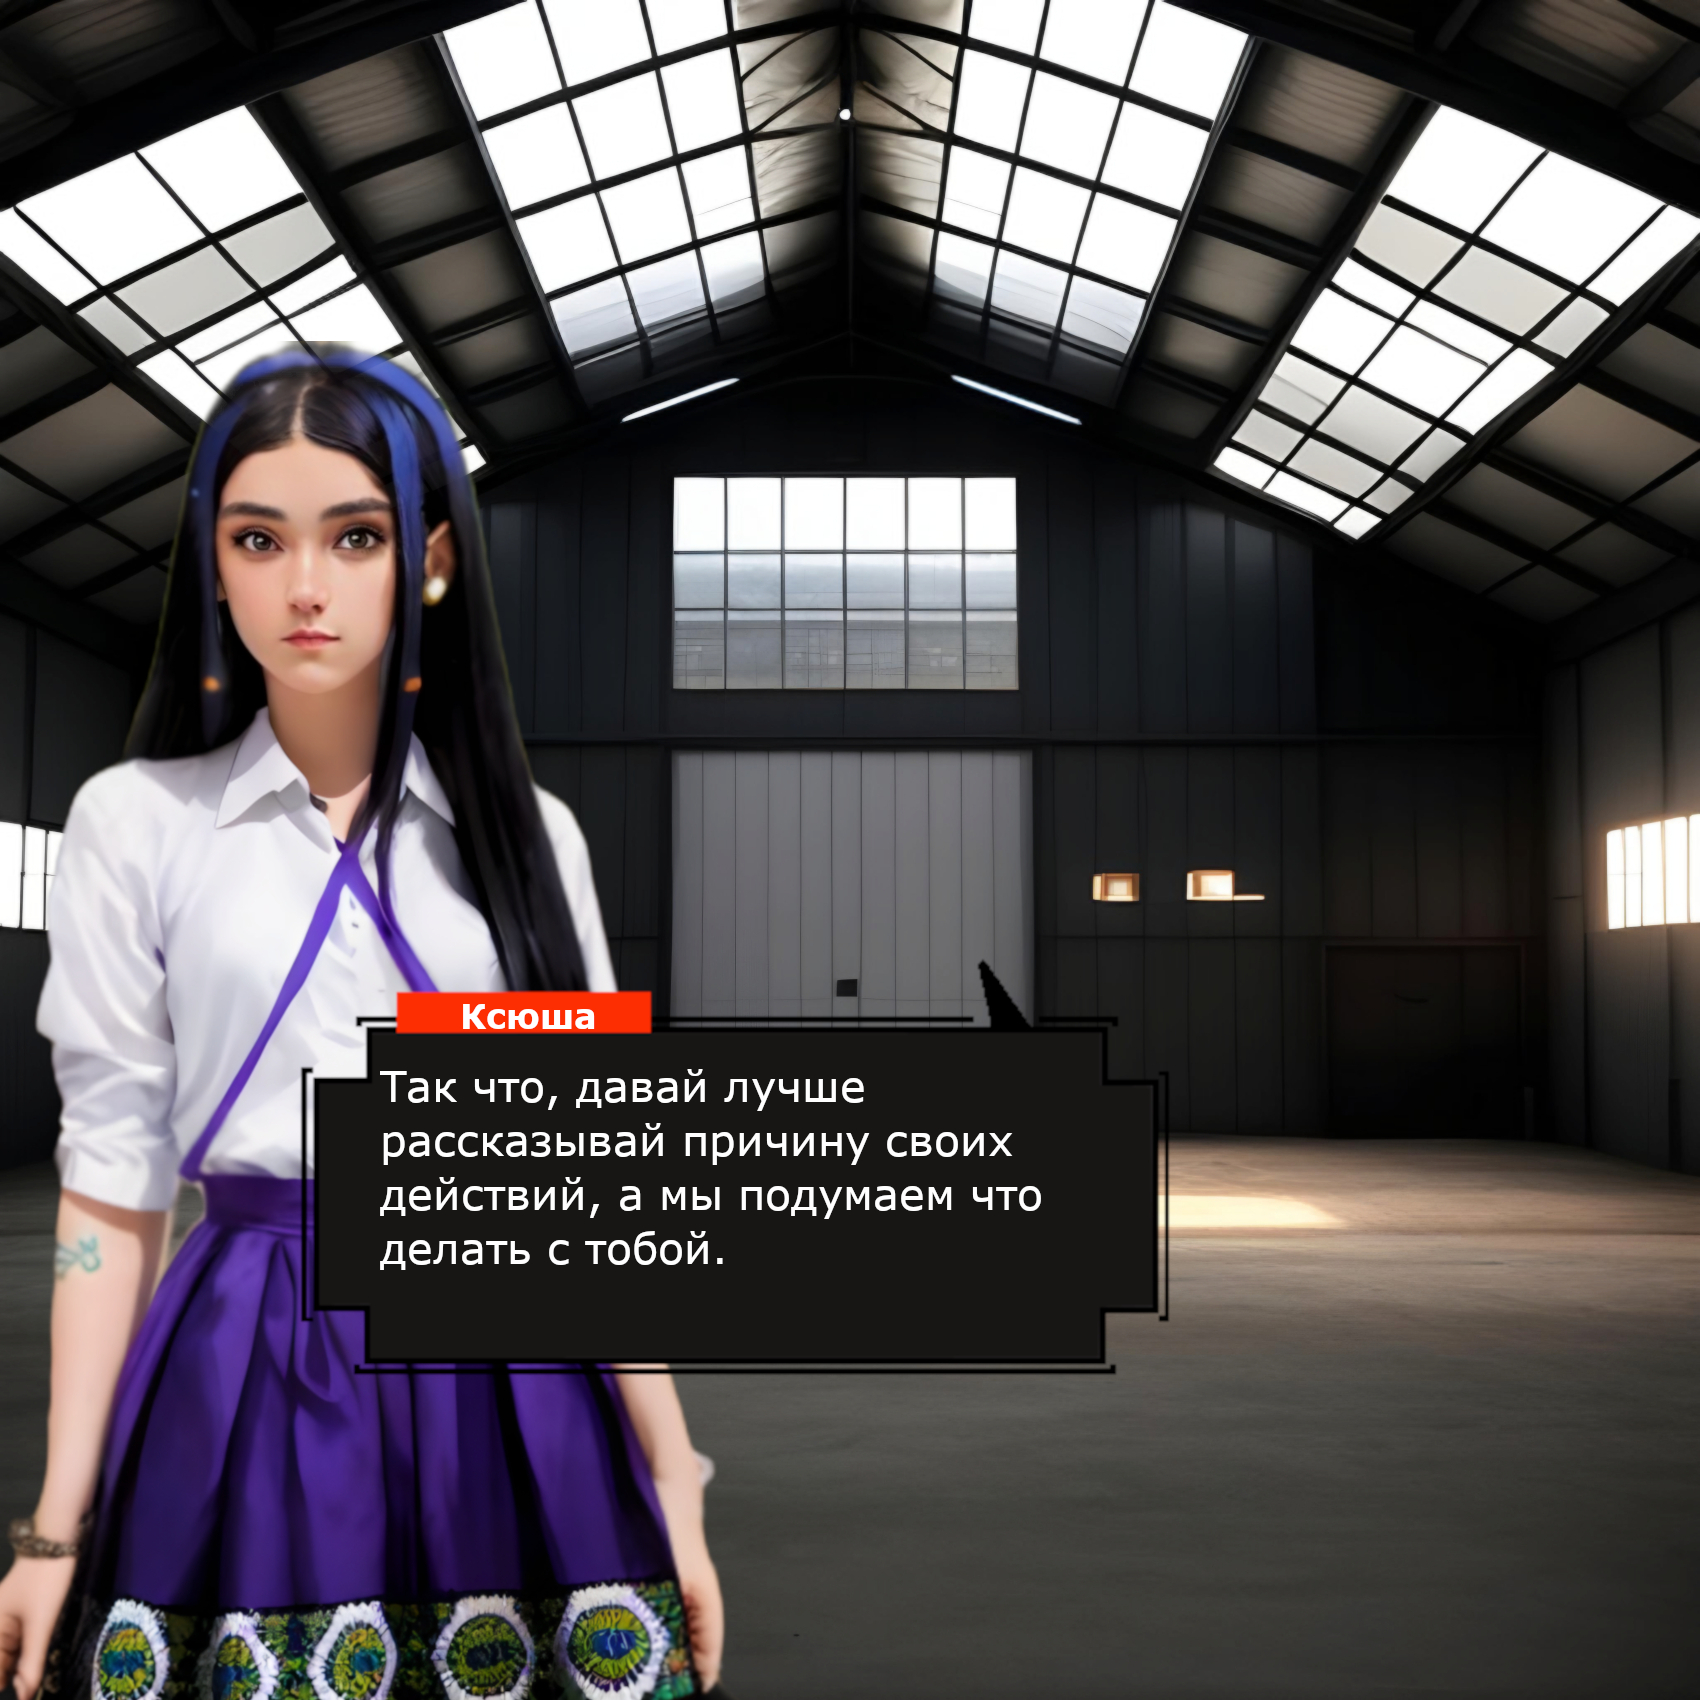 Ксюша
Так что, давай лучше
рассказывай причину своих
действий, а мы подумаем что
делать с тобой.